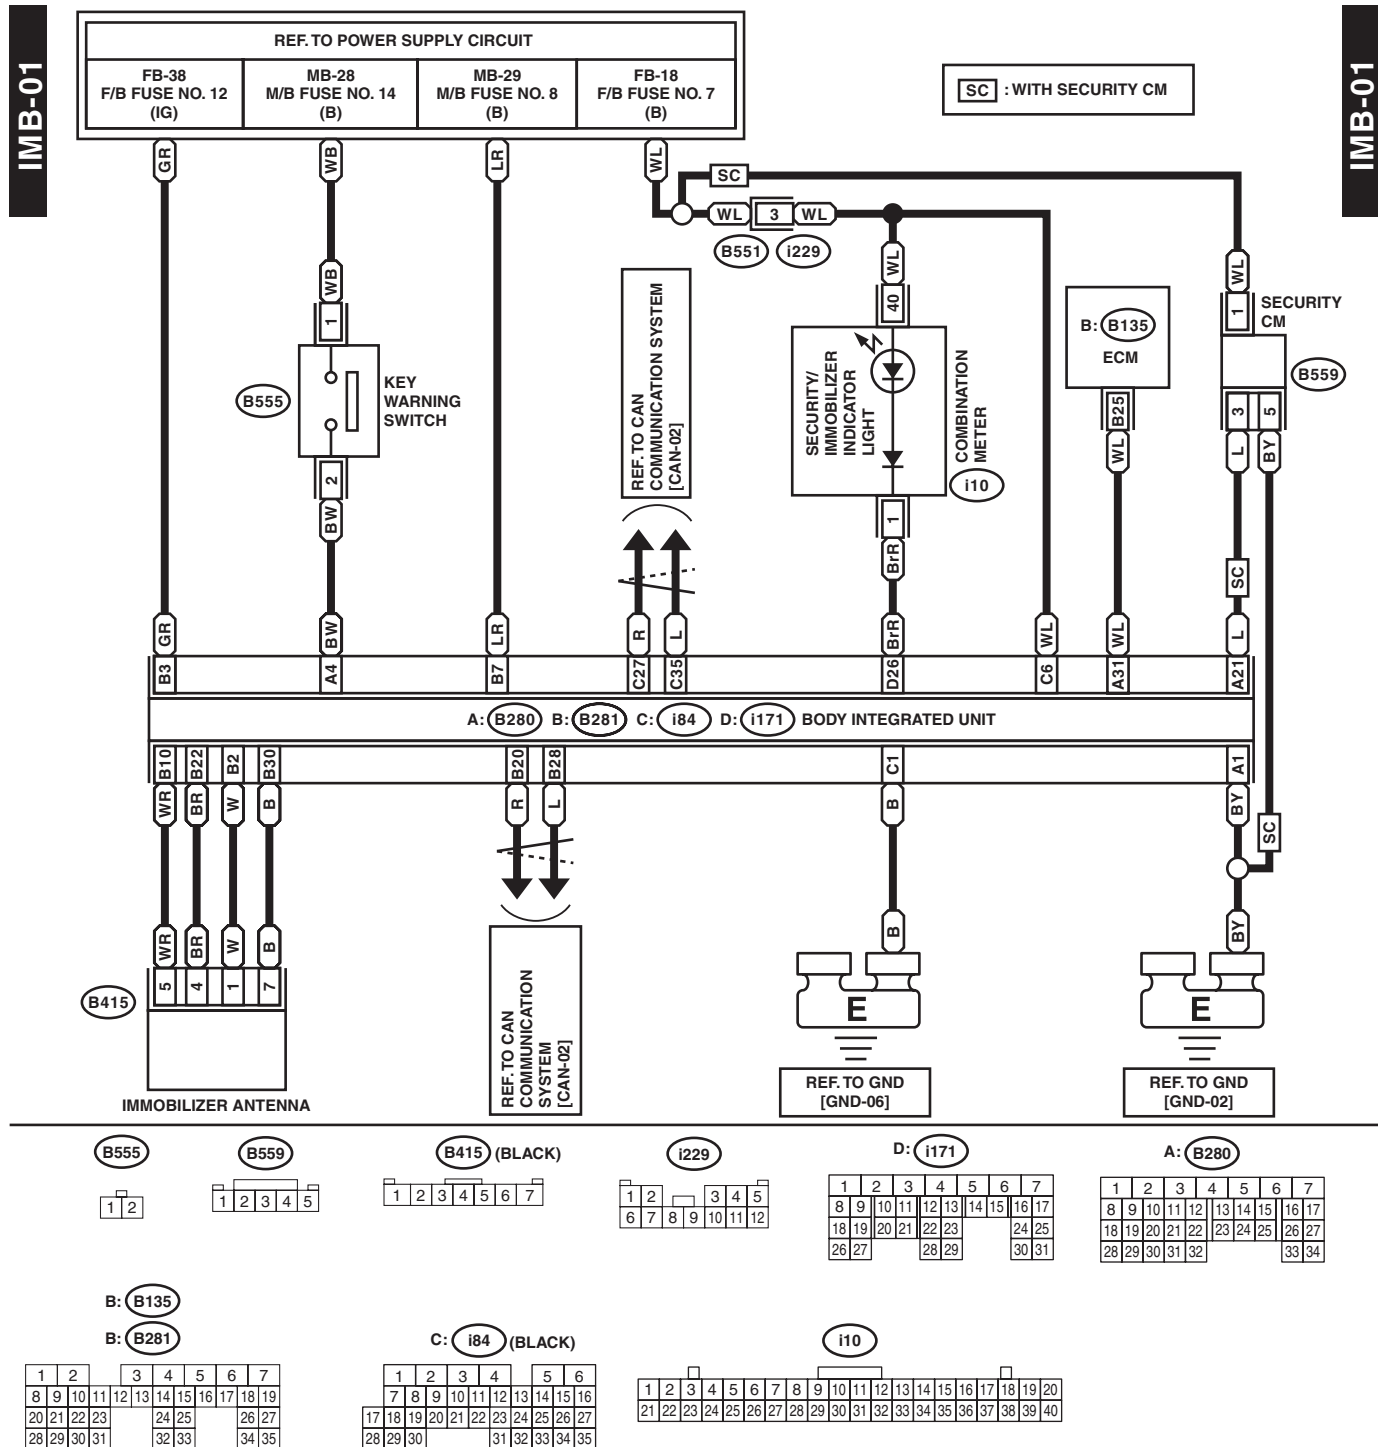 IMB-01
IMB-01
REF. TO POWER SUPPLY CIRCUIT
FB-38
F/B FUSE NO. 12
(IG)
MB-28
M/B FUSE NO. 14
(B)
MB-29
M/B FUSE NO. 8
(B)
FB-18
F/B FUSE NO. 7
(B)
SC : WITH SECURITY CM
GR
WB
LR
WL
SC
WL 3 WL
B551 i229
WB
1
B555
KEY
WARNING
SWITCH
2
BW
REF. TO CAN
COMMUNICATION SYSTEM
[CAN-02]
WL
40
SECURITY/
IMMOBILIZER
INDICATOR
LIGHT
COMBINATION
METER
i10
1
BrR
B: B135
ECM
B25
WL
WL
1
SECURITY
CM
B559
3 5
L BY
SC
GR BW LR R L BrR WL WL L
B3 A4 B7 C27 C35 D26 C6 A31 A21
A: B280 B: B281 C: i84 D: i171 BODY INTEGRATED UNIT
B10 B22 B2 B30 B20 B28 C1 A1
WR BR W B R L B BY
SC
WR BR W B B BY
5 4 1 7
B415
IMMOBILIZER ANTENNA
REF. TO CAN
COMMUNICATION
SYSTEM
[CAN-02]
E
REF. TO GND
[GND-06]
E
REF. TO GND
[GND-02]
B555
1 2
B559
1 2 3 4 5
B415 (BLACK)
1 2 3 4 5 6 7
i229
1 2 3 4 5
6 7 8 9 10 11 12
D: i171
1 2 3 4 5 6 7
8 9 10 11 12 13 14 15 16 17
18 19 20 21 22 23 24 25
26 27 28 29 30 31
A: B280
1 2 3 4 5 6 7
8 9 10 11 12 13 14 15 16 17
18 19 20 21 22 23 24 25 26 27
28 29 30 31 32 33 34
B: B135
B: B281
1 2 3 4 5 6 7
8 9 10 11 12 13 14 15 16 17 18 19
20 21 22 23 24 25 26 27
28 29 30 31 32 33 34 35
C: i84 (BLACK)
1 2 3 4 5 6
7 8 9 10 11 12 13 14 15 16
17 18 19 20 21 22 23 24 25 26 27
28 29 30 31 32 33 34 35
i10
1 2 3 4 5 6 7 8 9 10 11 12 13 14 15 16 17 18 19 20
21 22 23 24 25 26 27 28 29 30 31 32 33 34 35 36 37 38 39 40